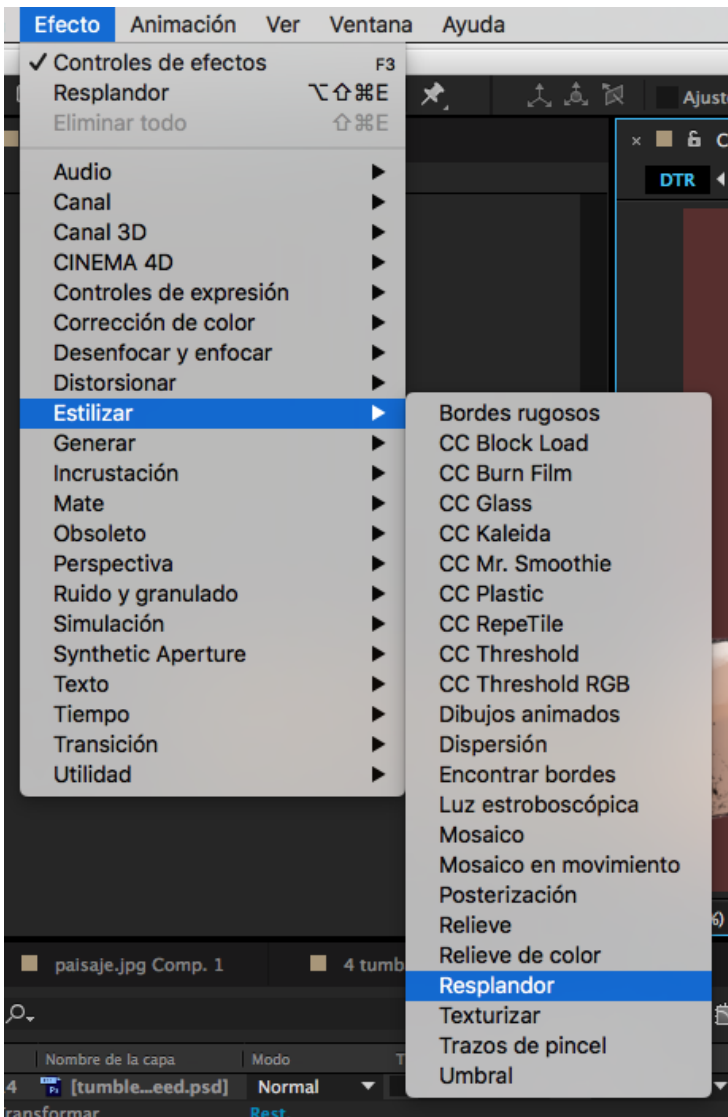 Efecto Animación Ver Ventana Ayuda
✓ Controles de efectos F3
Resplandor ⌥⇧⌘E
Eliminar todo ⇧⌘E
Ajust
Audio
Canal
Canal 3D
CINEMA 4D
Controles de expresión
Corrección de color
Desenfocar y enfocar
Distorsionar
Estilizar
Generar
Incrustación
Mate
Obsoleto
Perspectiva
Ruido y granulado
Simulación
Synthetic Aperture
Texto
Tiempo
Transición
Utilidad
× C
DTR
Bordes rugosos
CC Block Load
CC Burn Film
CC Glass
CC Kaleida
CC Mr. Smoothie
CC Plastic
CC RepeTile
CC Threshold
CC Threshold RGB
Dibujos animados
Dispersión
Encontrar bordes
Luz estroboscópica
Mosaico
Mosaico en movimiento
Posterización
Relieve
Relieve de color
Resplandor
Texturizar
Trazos de pincel
Umbral
%)
paisaje.jpg Comp. 1 4 tumb
Nombre de la capa Modo T
4 [tumble...eed.psd] Normal
ransformar Rest